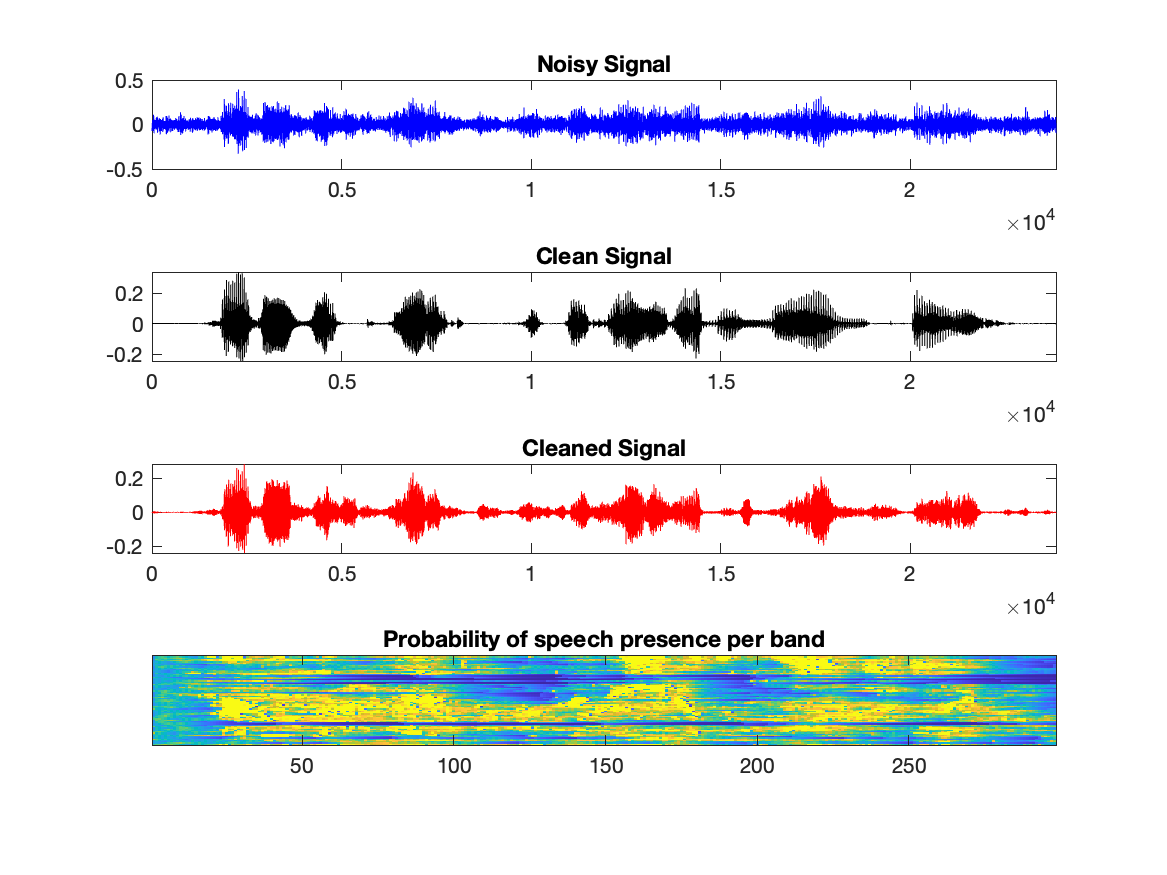 Noisy Signal
0.5
0
-0.5
0 0.5 1 1.5 2
×10^4
Clean Signal
0.2
0
-0.2
0 0.5 1 1.5 2
×10^4
Cleaned Signal
0.2
0
-0.2
0 0.5 1 1.5 2
×10^4
Probability of speech presence per band
50 100 150 200 250